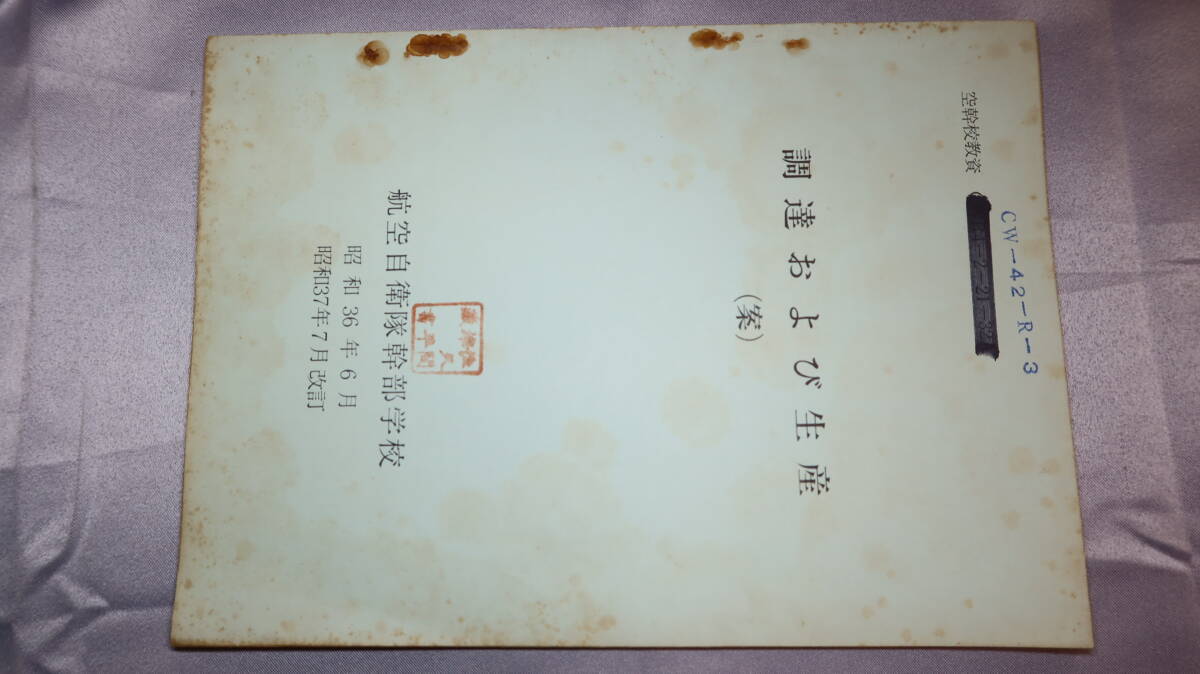 空幹校教資
CW-42-R-3
調達および生産
(案)
航空自衛隊幹部学校
昭和36年6月
昭和37年7月改訂